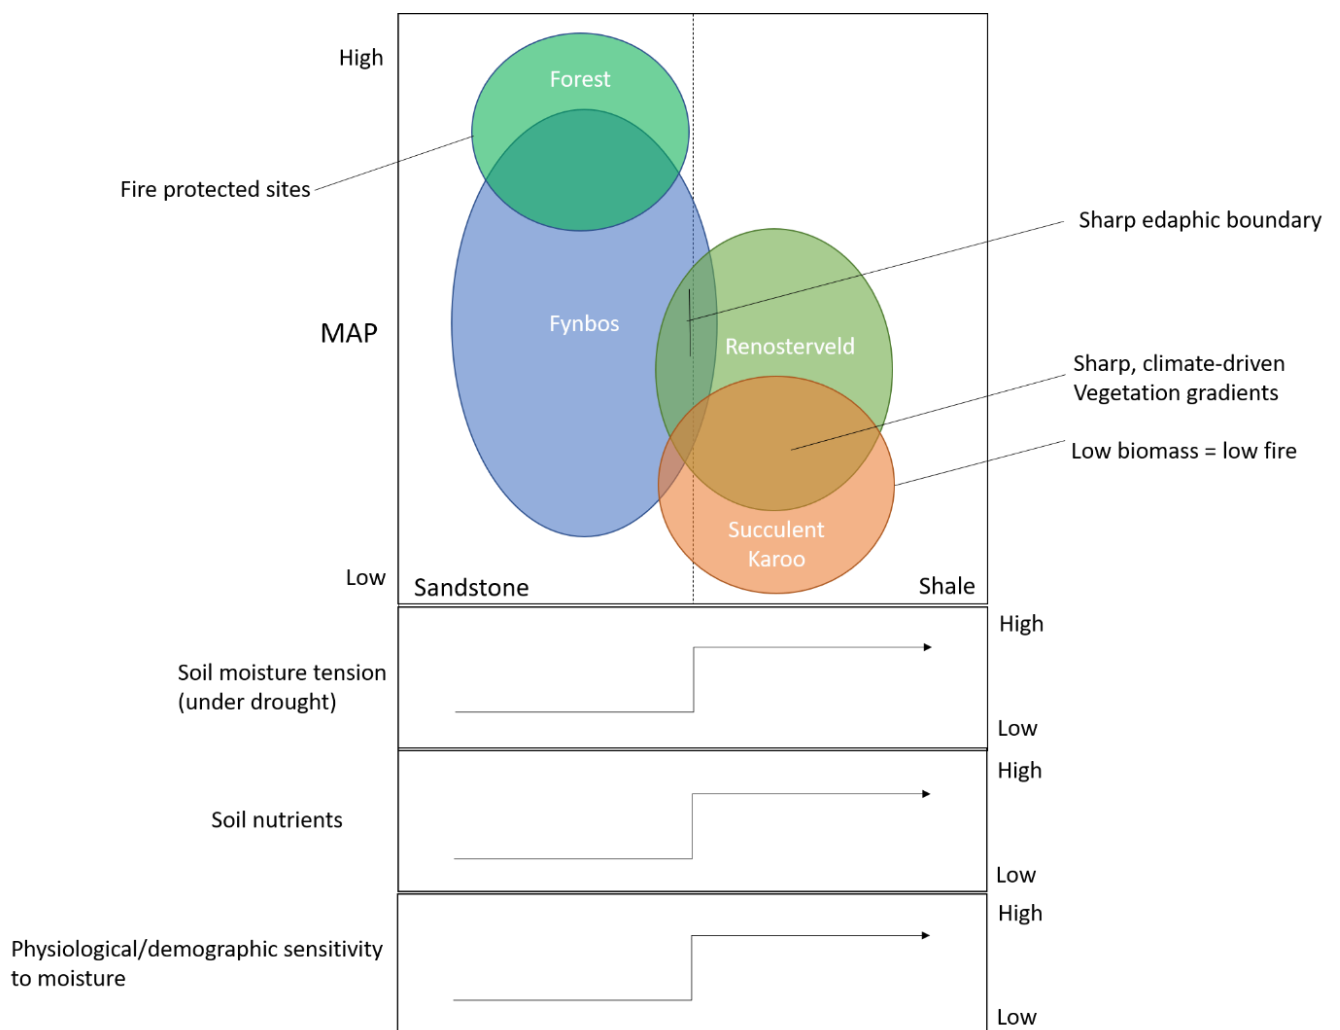 High
Forest
Fire protected sites
Sharp edaphic boundary
MAP
Fynbos
Renosterveld
Sharp, climate-driven
Vegetation gradients
Low biomass = low fire
Succulent
Karoo
Low
Sandstone
Shale
High
Soil moisture tension
(under drought)
Low
High
Soil nutrients
Low
High
Physiological/demographic sensitivity
to moisture
Low